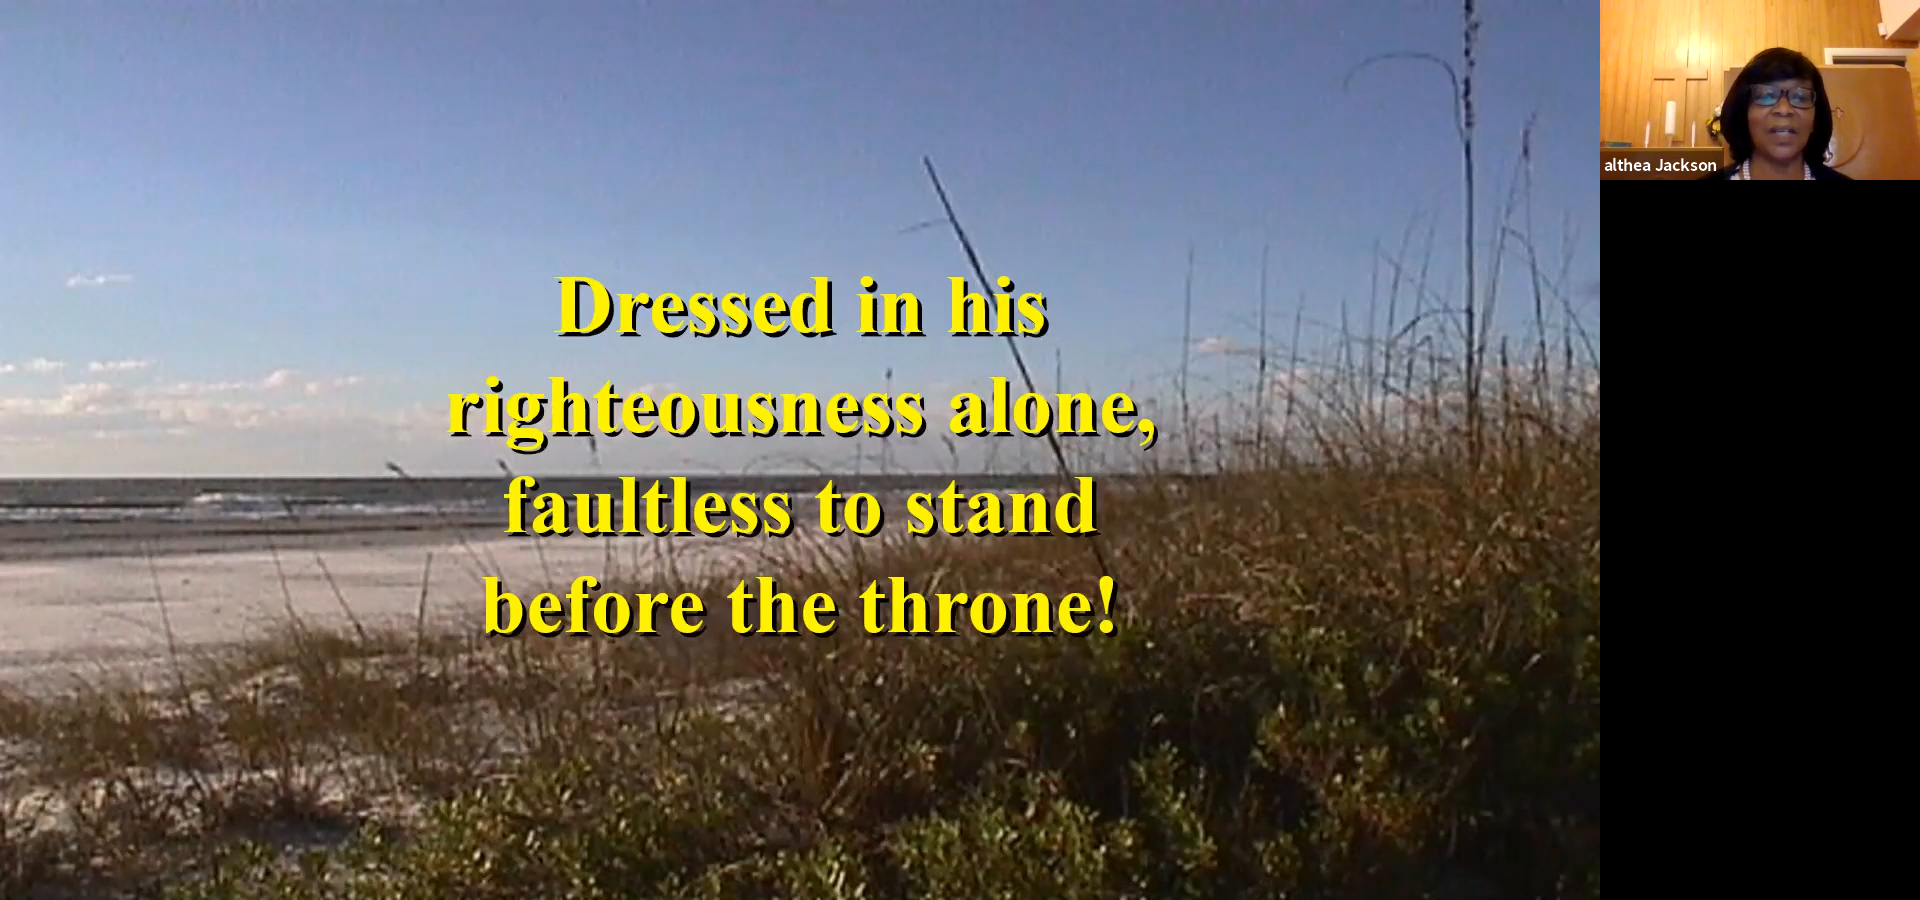 Dressed in his
righteousness alone,
faultless to stand
before the throne!
althea Jackson